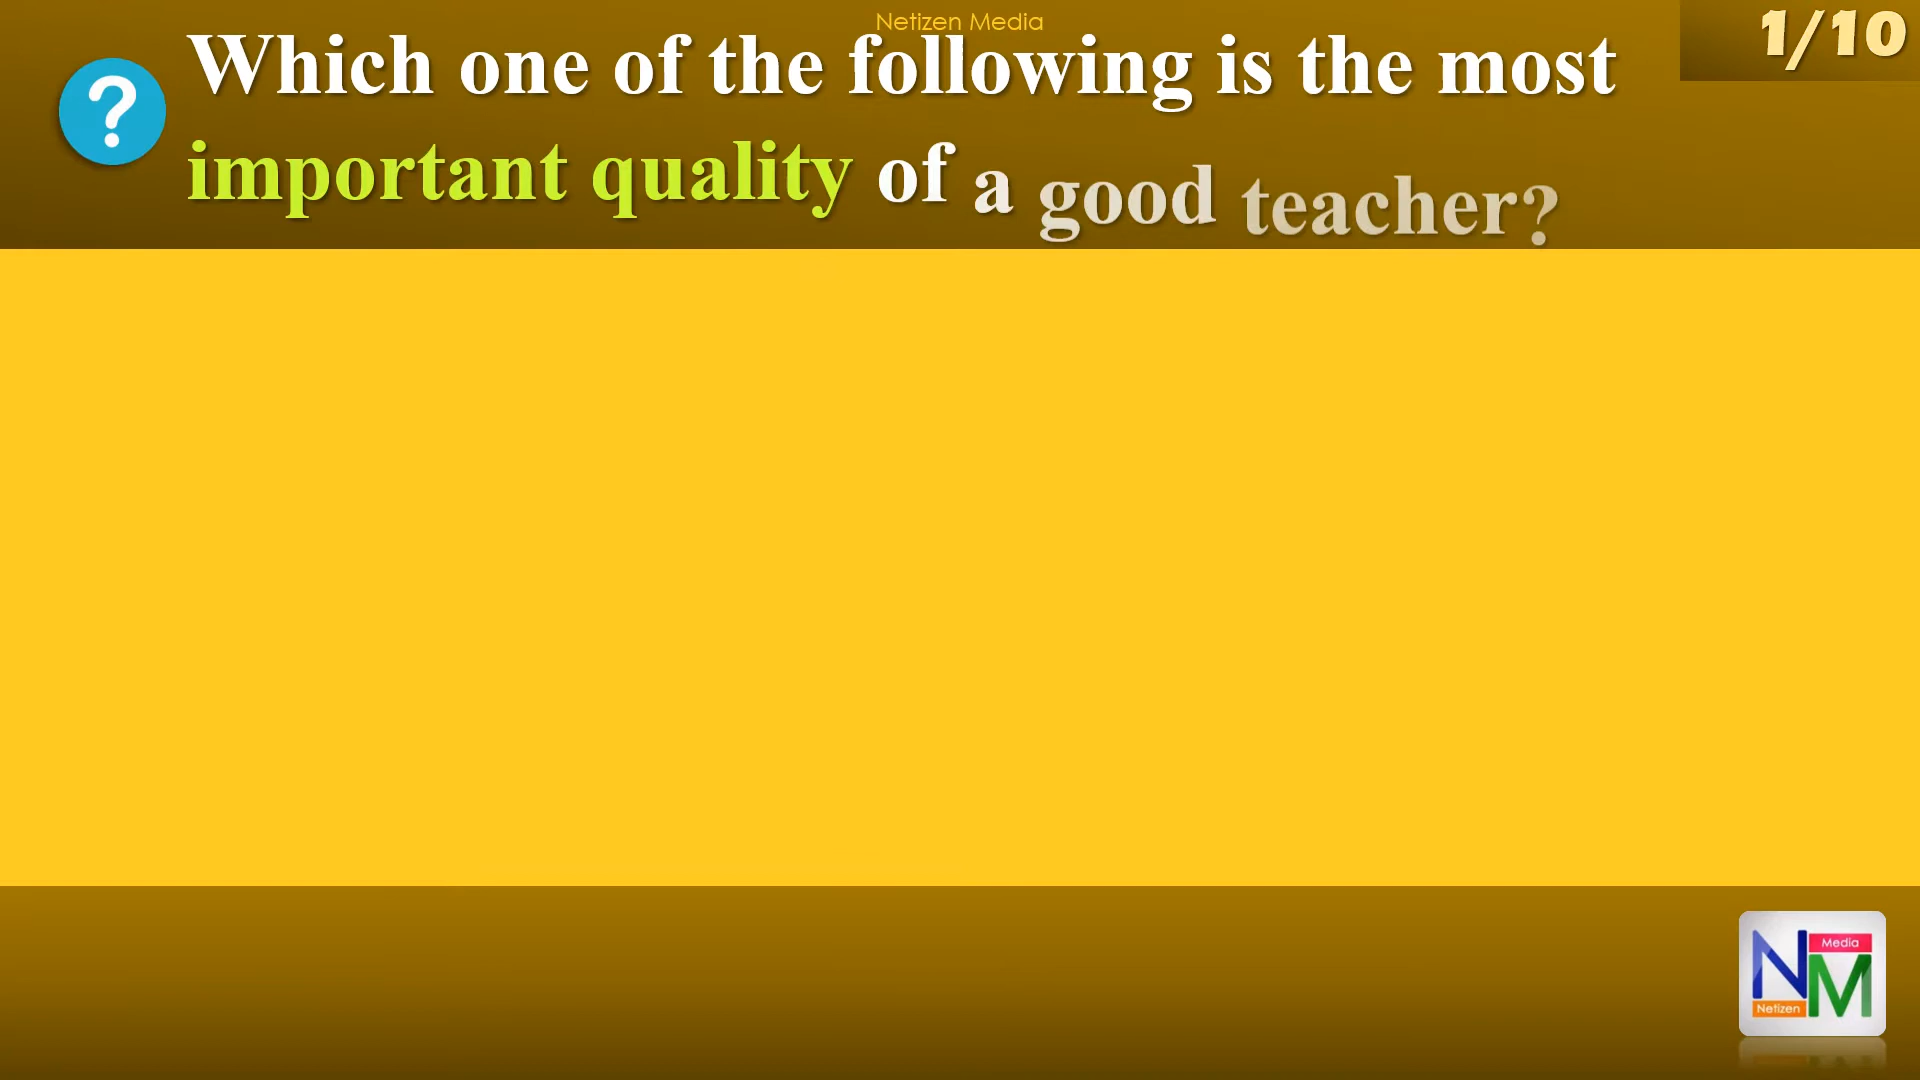 Netizen Media
1/10
Which one of the following is the most
important quality of a good teacher?
Media
NM
Netizen